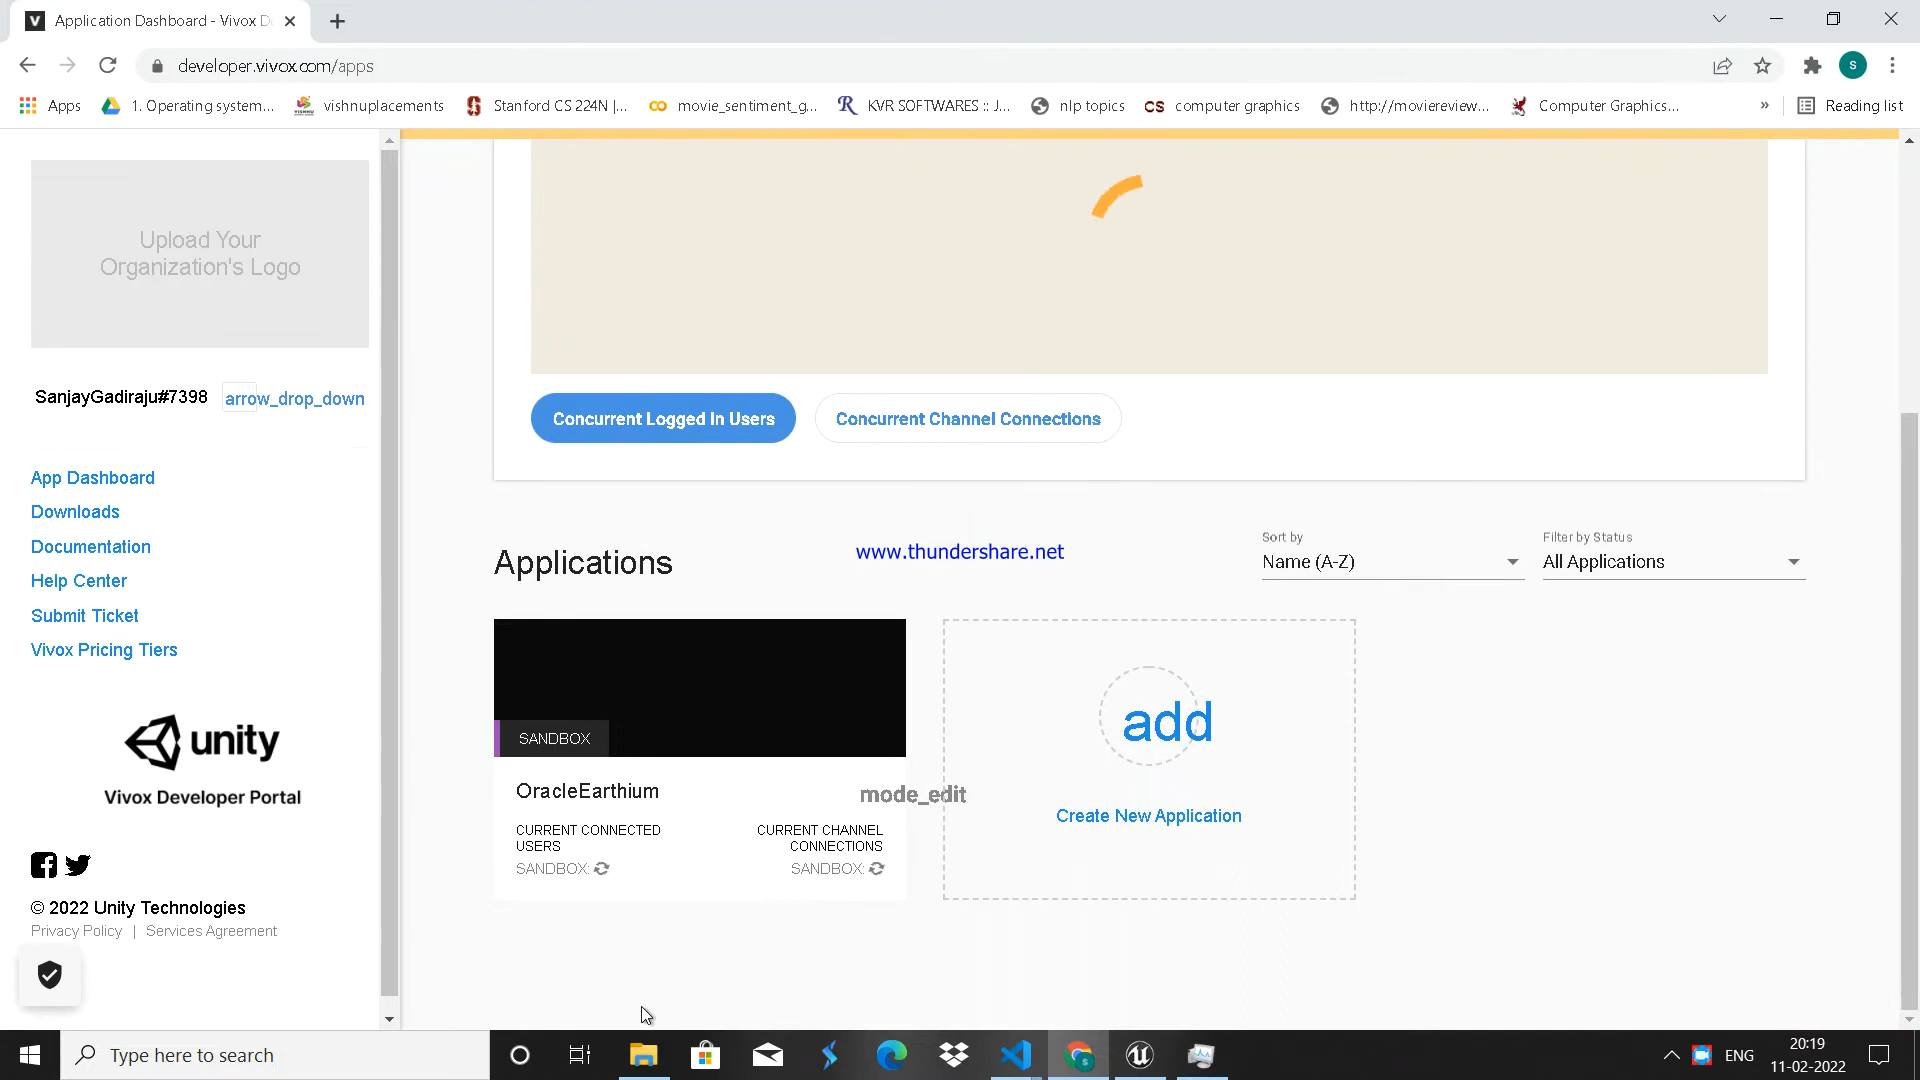 Application Dashboard - Vivox D
developer.vivox.com/apps
S
Apps
1. Operating system...
vishnuplacements
Stanford CS 224N |...
movie_sentiment_g...
KVR SOFTWARES :: J...
nlp topics
CS computer graphics
http://moviereview...
Computer Graphics...
»
Reading list
Upload Your
Organization's Logo
SanjayGadiraju#7398
arrow_drop_down
App Dashboard
Downloads
Documentation
Help Center
Submit Ticket
Vivox Pricing Tiers
unity
Vivox Developer Portal
© 2022 Unity Technologies
Privacy Policy | Services Agreement
Concurrent Logged In Users
Concurrent Channel Connections
Applications
www.thundershare.net
Sort by
Name (A-Z)
Filter by Status
All Applications
SANDBOX
OracleEarthium
mode_edit
CURRENT CONNECTED
USERS
SANDBOX:
CURRENT CHANNEL
CONNECTIONS
SANDBOX:
add
Create New Application
Type here to search
ENG
20:19
11-02-2022